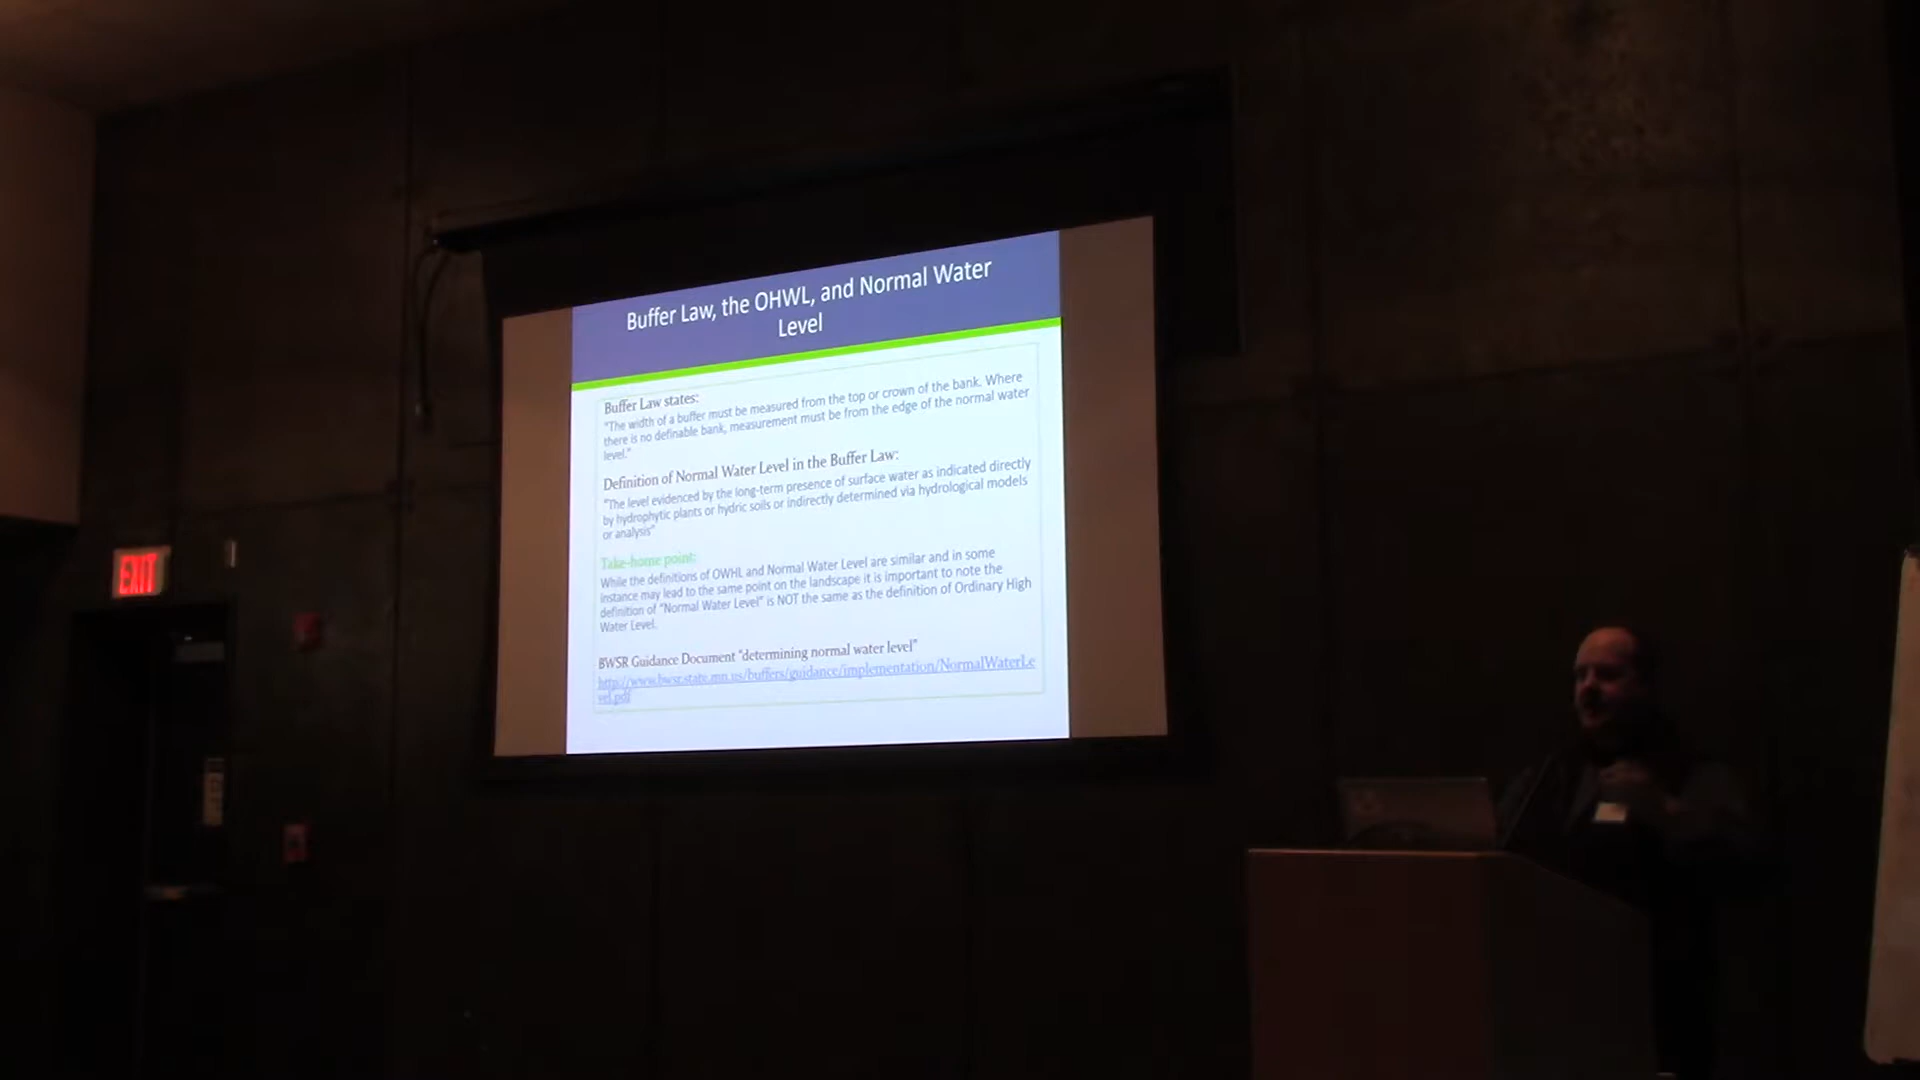 Buffer Law, the OHWL, and Normal Water
Level
Buffer Law states:
"The width of a buffer must be measured from the top or crown of the bank. Where
there is no definable bank, measurement must be from the edge of the normal water
level."
Definition of Normal Water Level in the Buffer Law:
"The level evidenced by the long-term presence of surface water as indicated directly
by hydrophytic plants or hydric soils or indirectly determined via hydrological models
or analysis"
Take-home point:
While the definitions of OWHL and Normal Water Level are similar and in some
instance may lead to the same point on the landscape it is important to note the
definition of "Normal Water Level" is NOT the same as the definition of Ordinary High
Water Level.
BWSR Guidance Document "determining normal water level"
http://www.bwsr.state.mn.us/buffers/guidance/implementation/NormalWaterLe
vel.pdf
EXIT